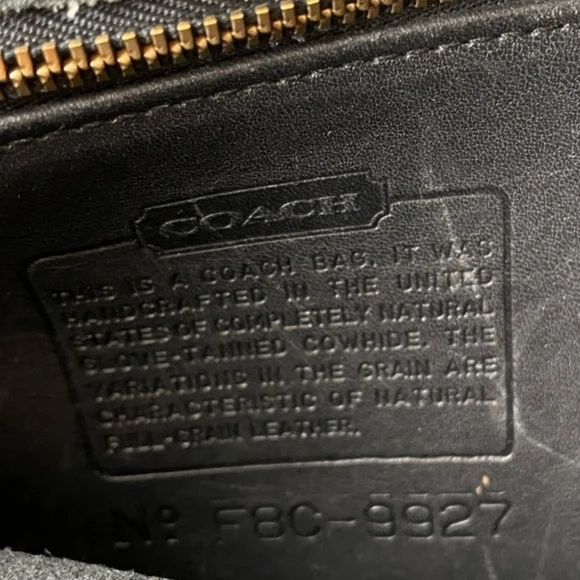 COACH
THIS IS A COACH BAG. IT WAS
HANDCRAFTED IN THE UNITED
STATES OF COMPLETELY NATURAL
GLOVE-TANNED COWHIDE. THE
VARIATIONS IN THE GRAIN ARE
CHARACTERISTIC OF NATURAL
FULL-GRAIN LEATHER.
Nº F8C-9927